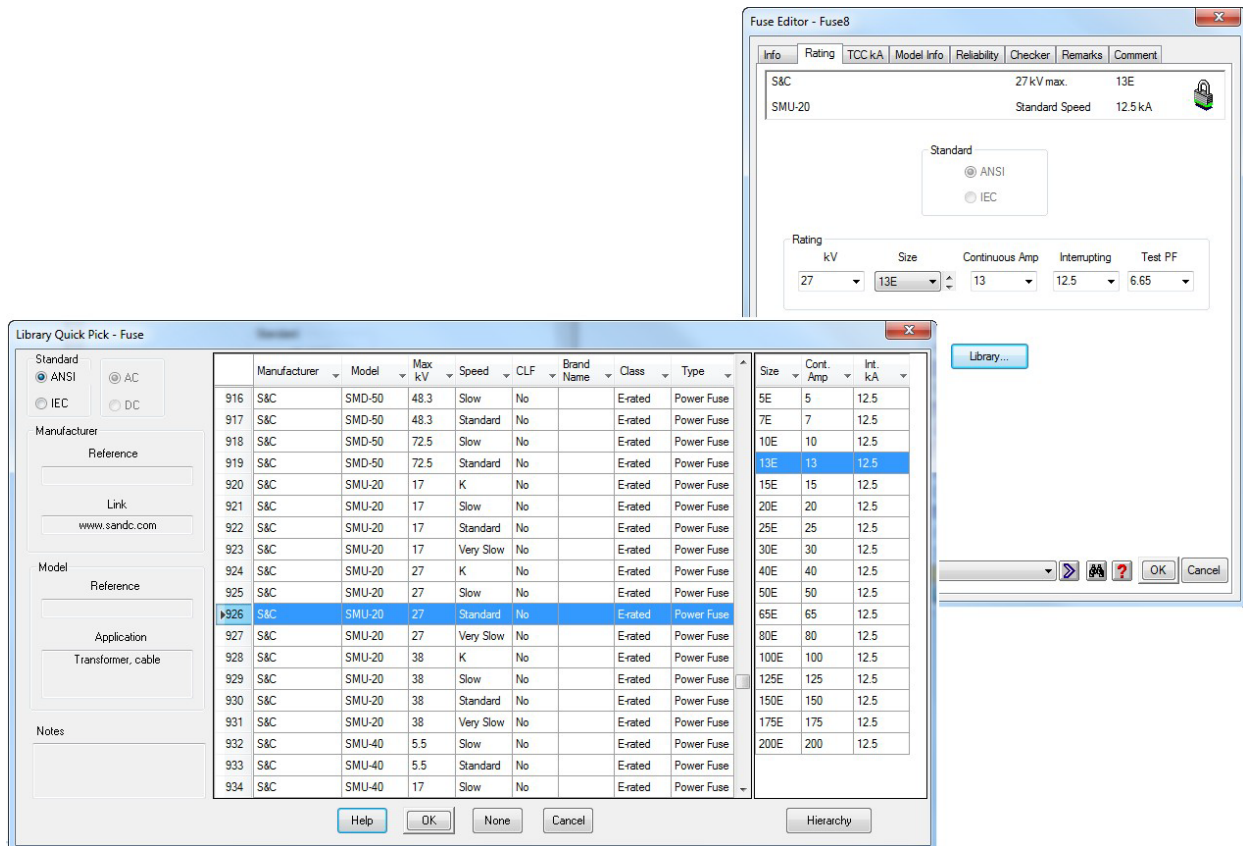 Fuse Editor - Fuse8
Info Rating TCC kA Model Info Reliability Checker Remarks Comment
S&C 27 kV max. 13E
SMU-20 Standard Speed 12.5 kA
Standard
ANSI
IEC
Rating
kV Size Continuous Amp Interrupting Test PF
27 13E 13 12.5 6.65
Library...
OK Cancel
Library Quick Pick - Fuse
Standard
ANSI AC
IEC DC
Manufacturer
Reference
Link
www.sandc.com
Model
Reference
Application
Transformer, cable
Notes
Manufacturer Model Max kV Speed CLF Brand Name Class Type
916 S&C SMD-50 48.3 Slow No E-rated Power Fuse
917 S&C SMD-50 48.3 Standard No E-rated Power Fuse
918 S&C SMD-50 72.5 Slow No E-rated Power Fuse
919 S&C SMD-50 72.5 Standard No E-rated Power Fuse
920 S&C SMU-20 17 K No E-rated Power Fuse
921 S&C SMU-20 17 Slow No E-rated Power Fuse
922 S&C SMU-20 17 Standard No E-rated Power Fuse
923 S&C SMU-20 17 Very Slow No E-rated Power Fuse
924 S&C SMU-20 27 K No E-rated Power Fuse
925 S&C SMU-20 27 Slow No E-rated Power Fuse
926 S&C SMU-20 27 Standard No E-rated Power Fuse
927 S&C SMU-20 27 Very Slow No E-rated Power Fuse
928 S&C SMU-20 38 K No E-rated Power Fuse
929 S&C SMU-20 38 Slow No E-rated Power Fuse
930 S&C SMU-20 38 Standard No E-rated Power Fuse
931 S&C SMU-20 38 Very Slow No E-rated Power Fuse
932 S&C SMU-40 5.5 Slow No E-rated Power Fuse
933 S&C SMU-40 5.5 Standard No E-rated Power Fuse
934 S&C SMU-40 17 Slow No E-rated Power Fuse
Size Cont. Amp Int. kA
5E 5 12.5
7E 7 12.5
10E 10 12.5
13E 13 12.5
15E 15 12.5
20E 20 12.5
25E 25 12.5
30E 30 12.5
40E 40 12.5
50E 50 12.5
65E 65 12.5
80E 80 12.5
100E 100 12.5
125E 125 12.5
150E 150 12.5
175E 175 12.5
200E 200 12.5
Help OK None Cancel Hierarchy